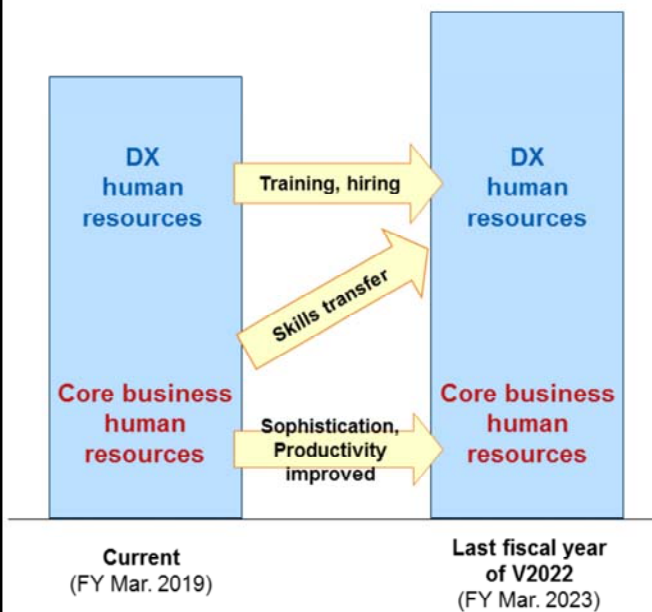 DX
human
resources
Training, hiring
DX
human
resources
Skills transfer
Core business
human
resources
Sophistication,
Productivity
improved
Core business
human
resources
Current
(FY Mar. 2019)
Last fiscal year
of V2022
(FY Mar. 2023)